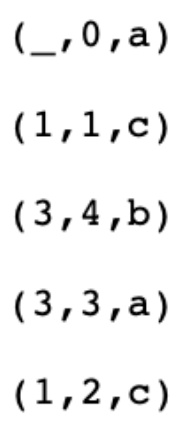 (_,0,a)
(1,1,c)
(3,4,b)
(3,3,a)
(1,2,c)